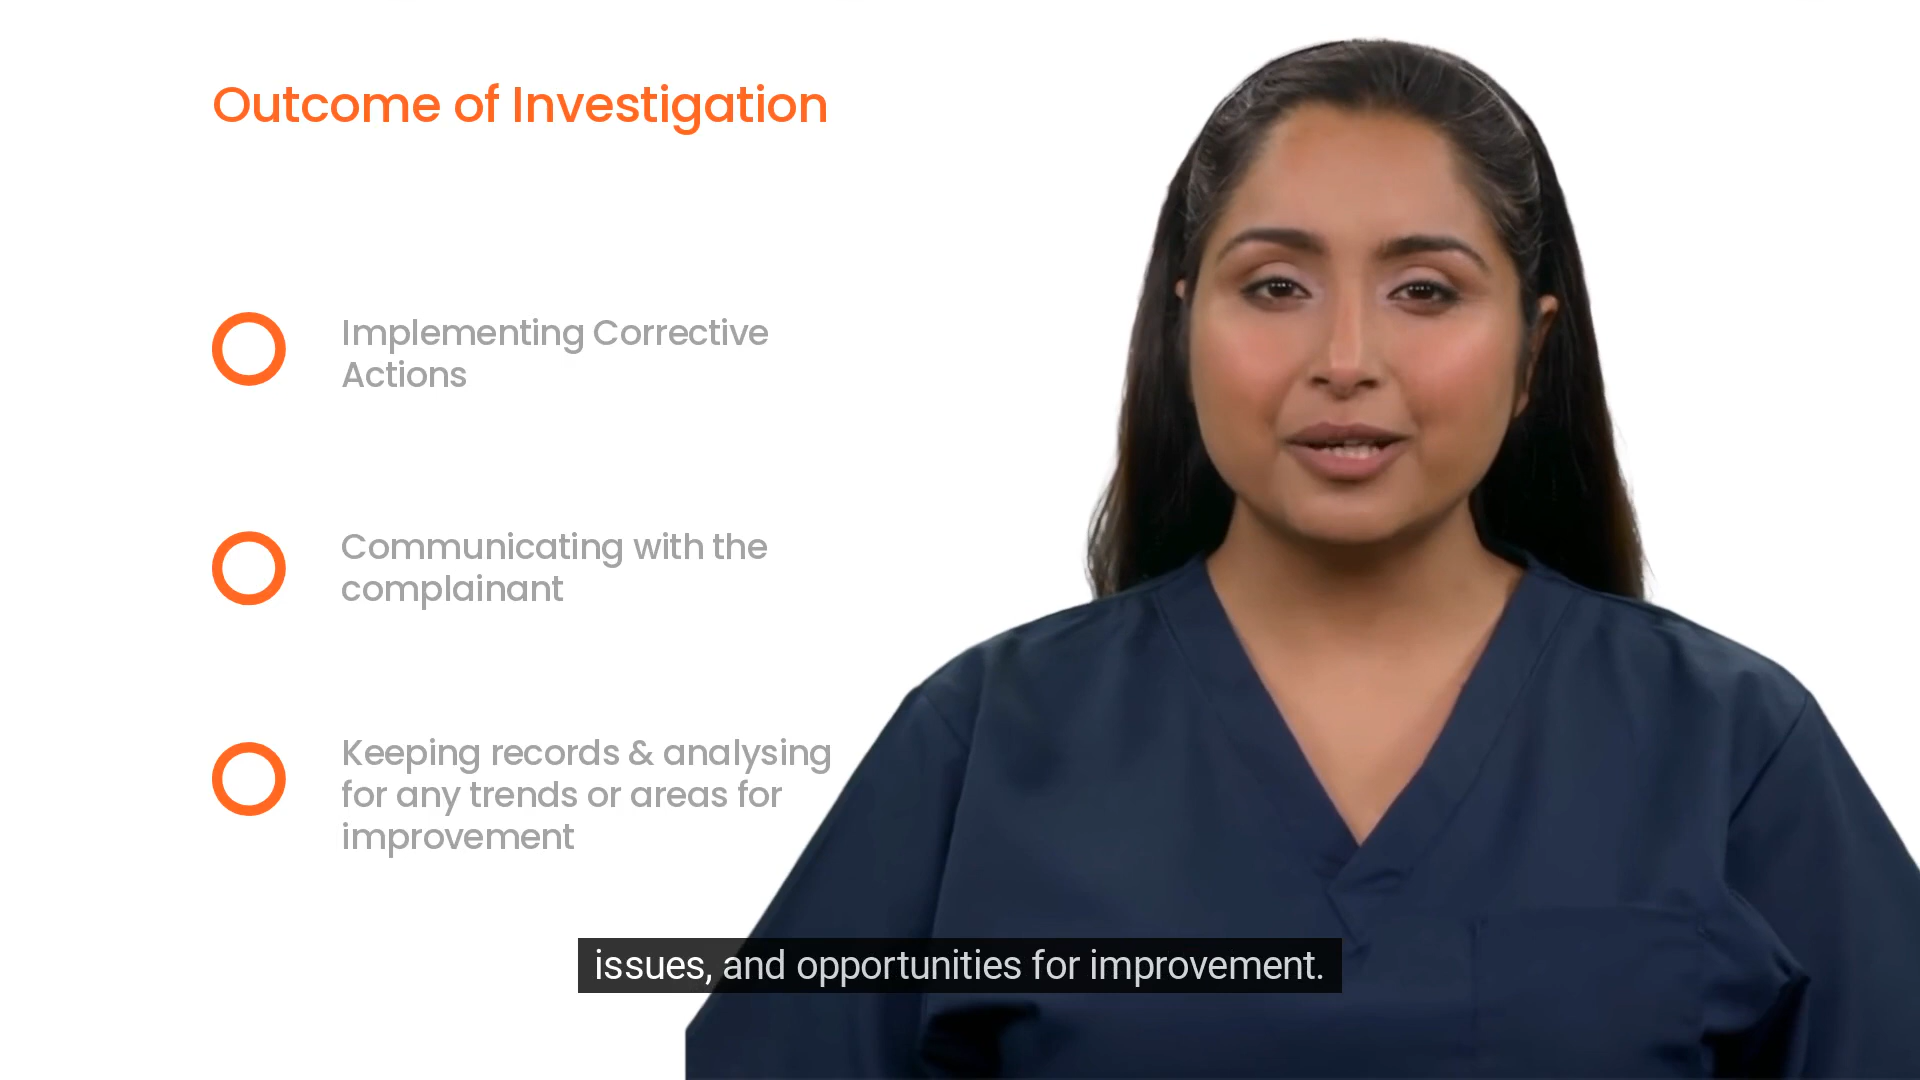 Outcome of Investigation
Implementing Corrective
Actions
Communicating with the
complainant
Keeping records & analysing
for any trends or areas for
improvement
issues, and opportunities for improvement.